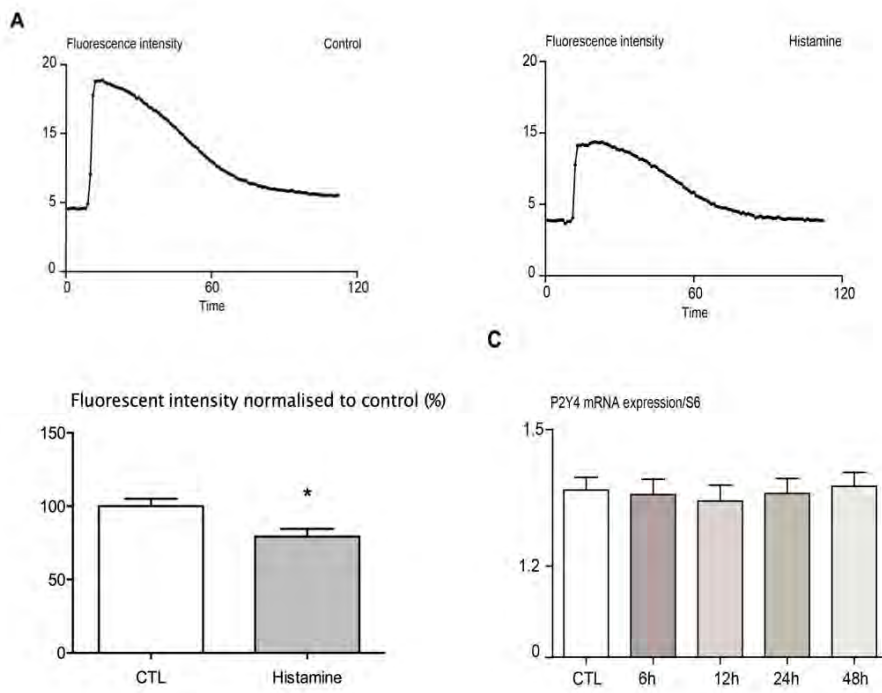 A
Fluorescence intensity Control
20
15
5
0
0 60 120
Time
Fluorescence intensity Histamine
20
15
5
0
0 60 120
Time
Fluorescent intensity normalised to control (%)
150
100
50
0
*
CTL Histamine
C
P2Y4 mRNA expression/S6
1.5
1.2
0
CTL 6h 12h 24h 48h